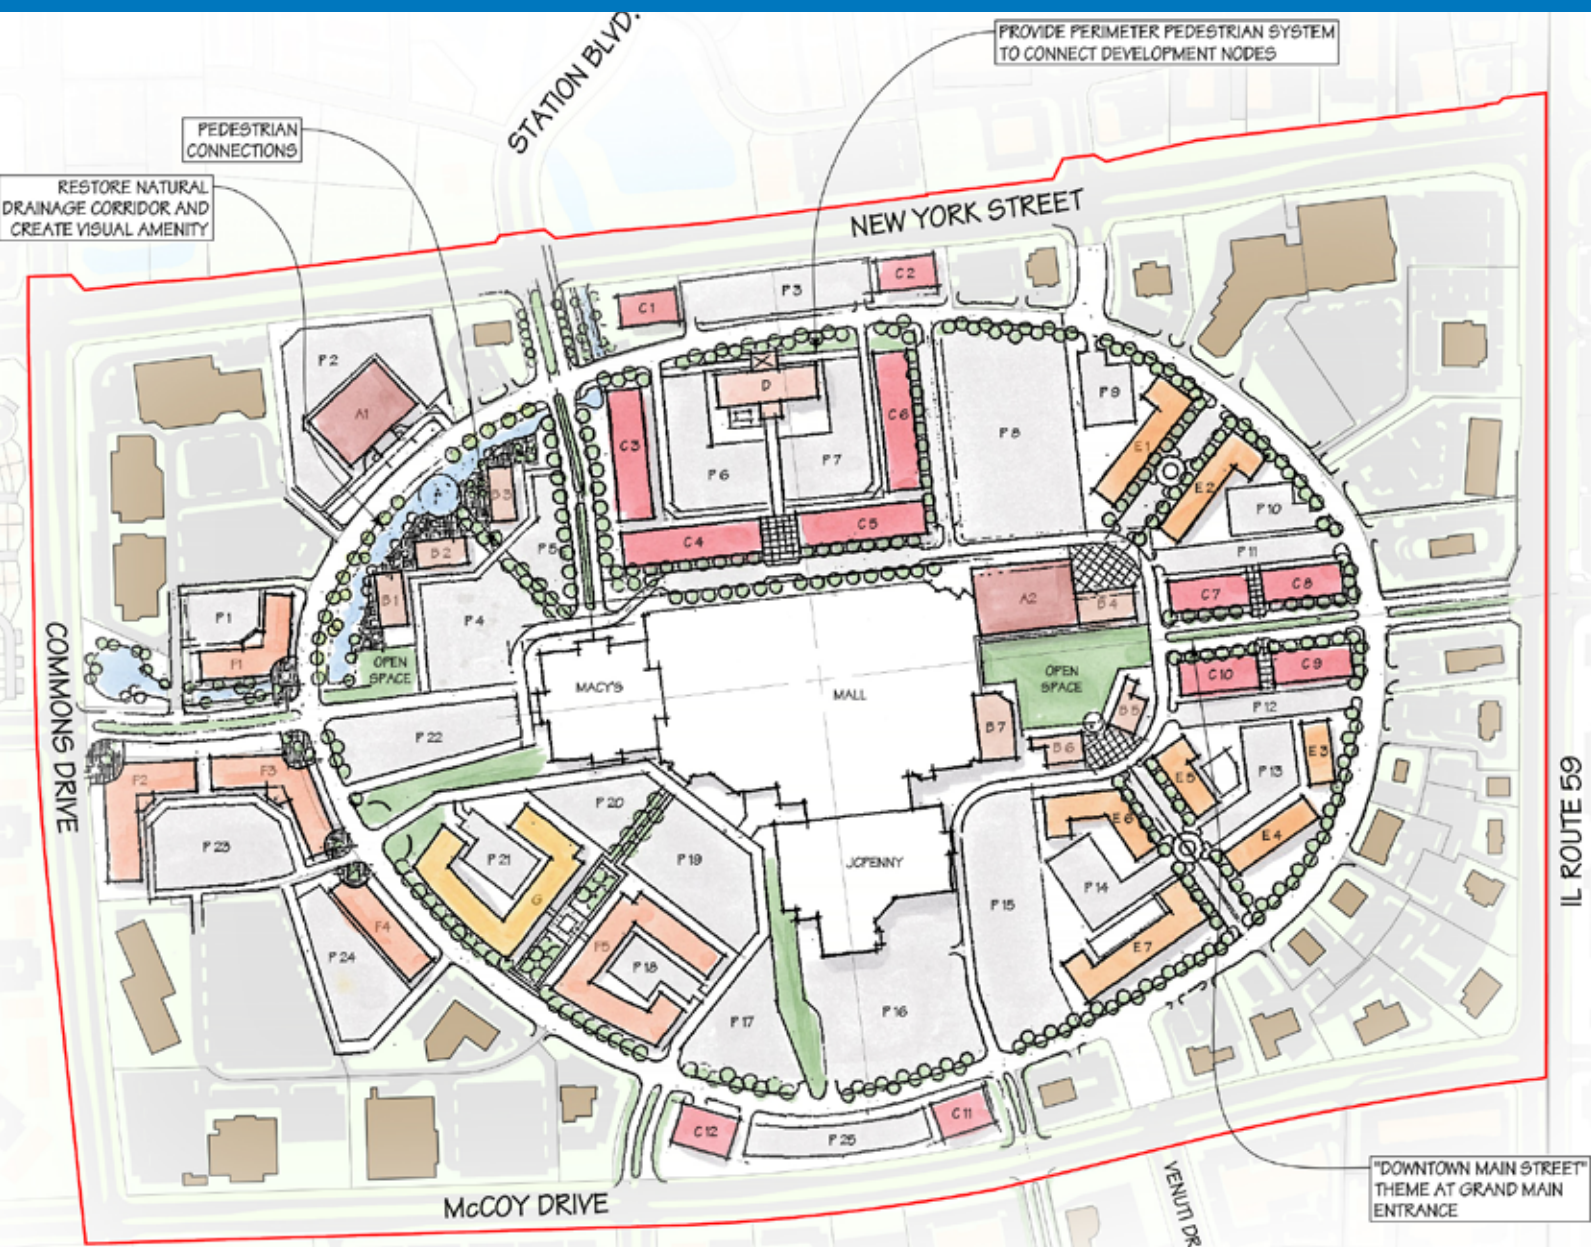 STATION BLVD.
PROVIDE PERIMETER PEDESTRIAN SYSTEM
TO CONNECT DEVELOPMENT NODES
PEDESTRIAN
CONNECTIONS
RESTORE NATURAL
DRAINAGE CORRIDOR AND
CREATE VISUAL AMENITY
NEW YORK STREET
C1
P3
C2
P2
A1
D
C3
P6
P7
C6
P8
P9
E1
E2
P10
B3
B2
P5
C4
C5
P11
B1
P4
P1
F1
A2
B4
C7
C8
OPEN
SPACE
OPEN
SPACE
C10
C9
COMMONS DRIVE
MACY'S
MALL
B7
B5
B6
P12
P22
E3
E5
P13
F2
F3
P23
P20
P21
P19
G
JCPENNY
E6
E4
P14
P15
IL ROUTE 59
F4
P24
F5
P18
E7
P17
P16
C12
P25
C11
McCOY DRIVE
VENUTI DR
"DOWNTOWN MAIN STREET"
THEME AT GRAND MAIN
ENTRANCE